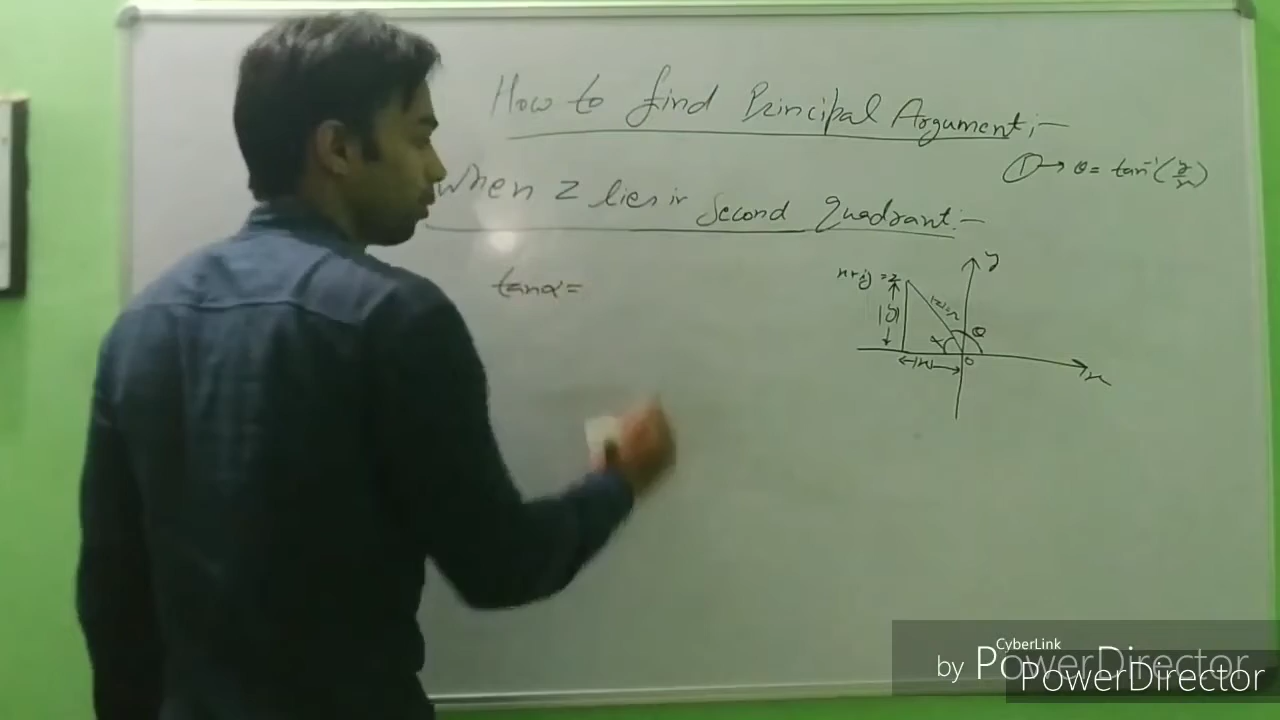 How to find Principal Argument:-
① → θ = tan⁻¹(y/x)
When z lies in Second Quadrant:-
tanα=
x+iy = z
y
|y|
|z|=r
α
θ
|x|
O
x
CyberLink
by PowerDirector
PowerDirector